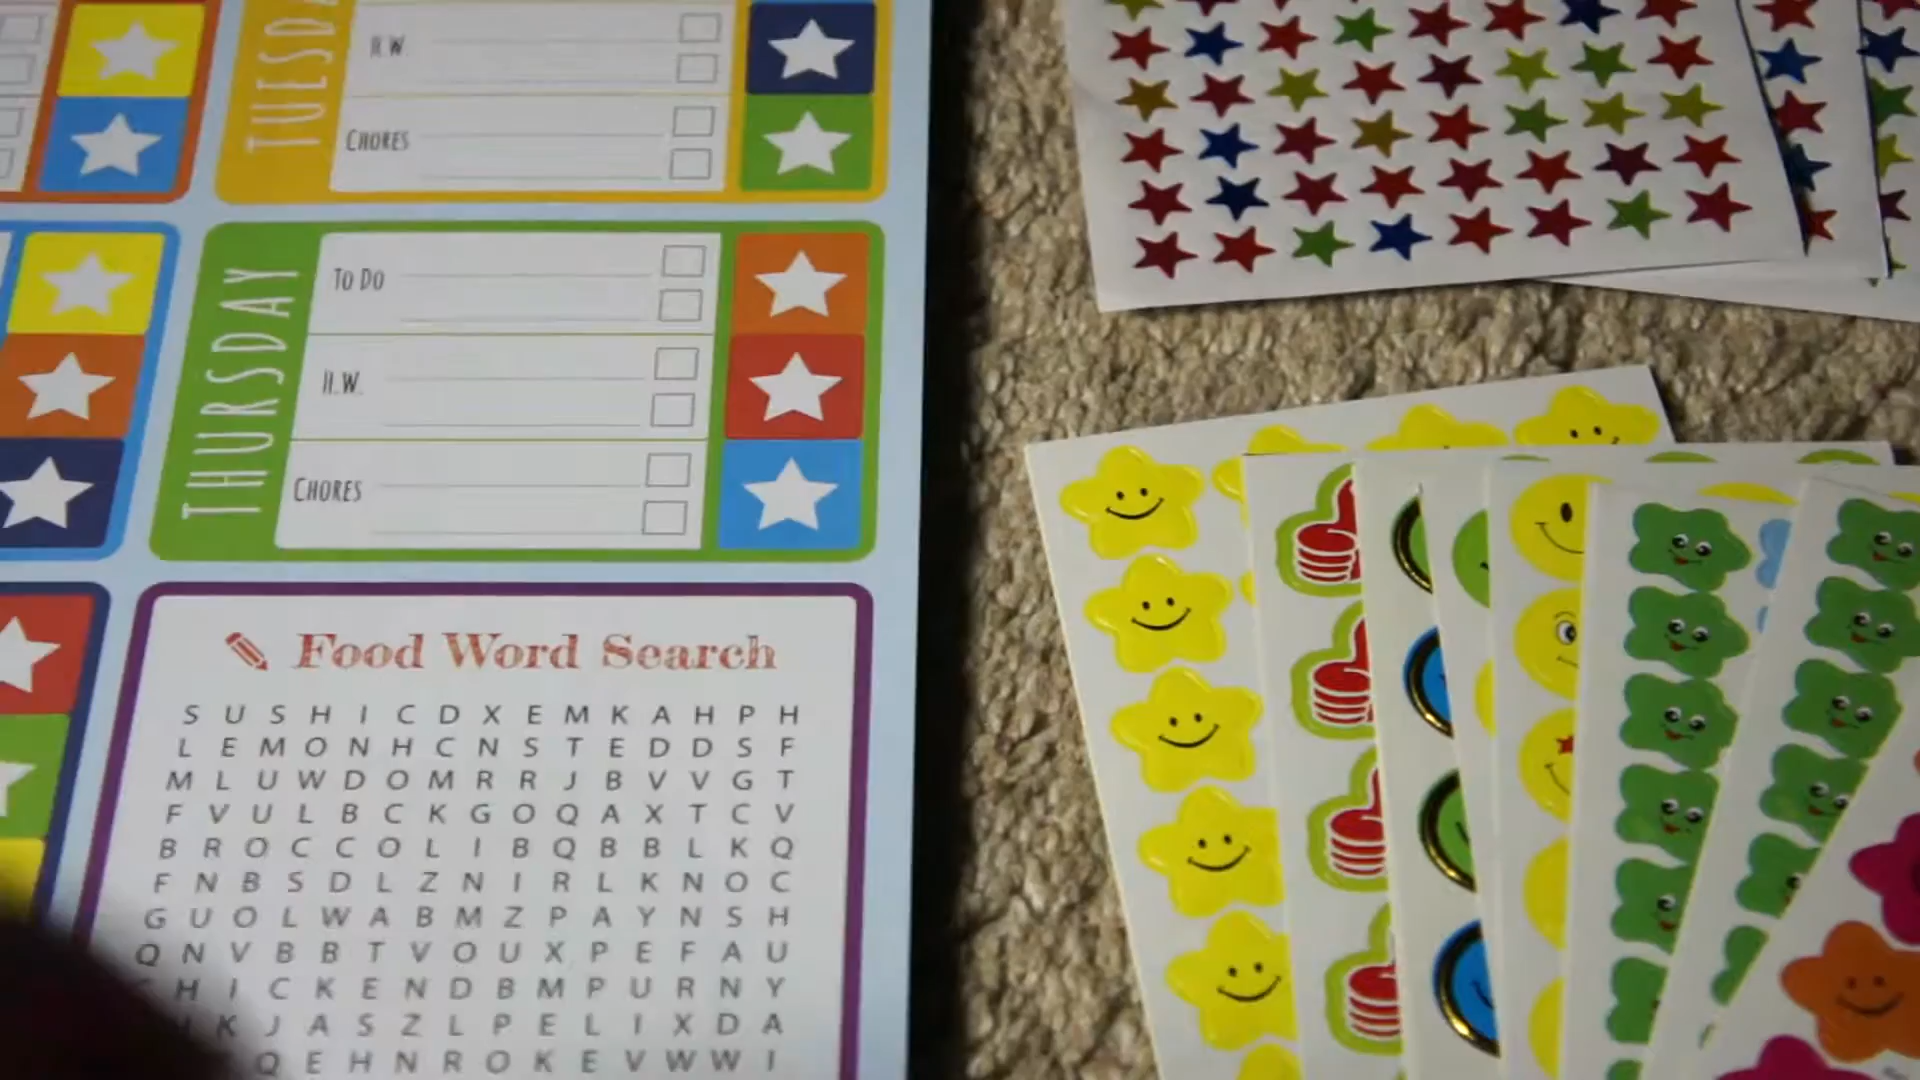 TUESDA
H.W.
CHORES
THURSDAY
TO DO
H.W.
CHORES
Food Word Search
S U S H I C D X E M K A H P H
L E M O N H C N S T E D D S F
M L U W D O M R R J B V V G T
F V U L B C K G O Q A X T C V
B R O C C O L I B Q B B L K Q
F N B S D L Z N I R L K N O C
G U O L W A B M Z P A Y N S H
Q N V B B T V O U X P E F A U
H I C K E N D B M P U R N Y
K J A S Z L P E L I X D A
Q E H N R O K E V W W I